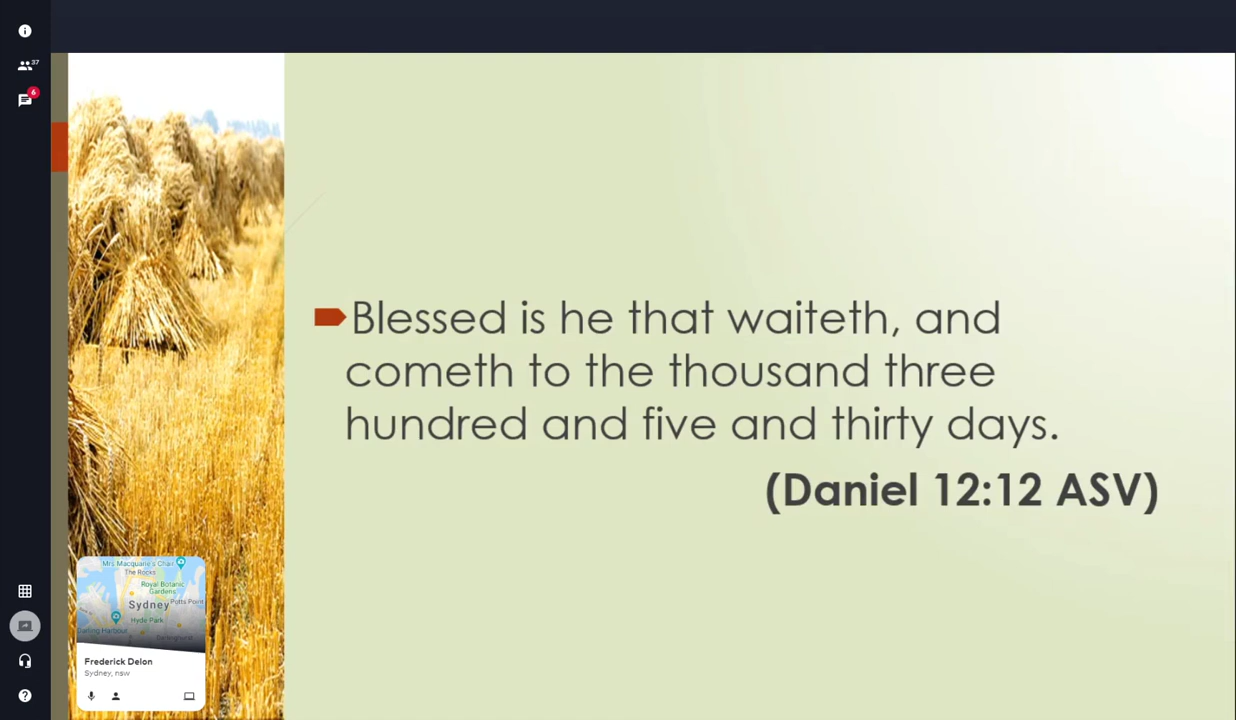 37
6
Blessed is he that waiteth, and
cometh to the thousand three
hundred and five and thirty days.
(Daniel 12:12 ASV)
Mrs Macquarie's Chair
The Rocks
Royal Botanic
Gardens
Potts Point
Sydney
Hyde Park
Darling Harbour
Darlinghurst
Frederick Delon
Sydney, nsw